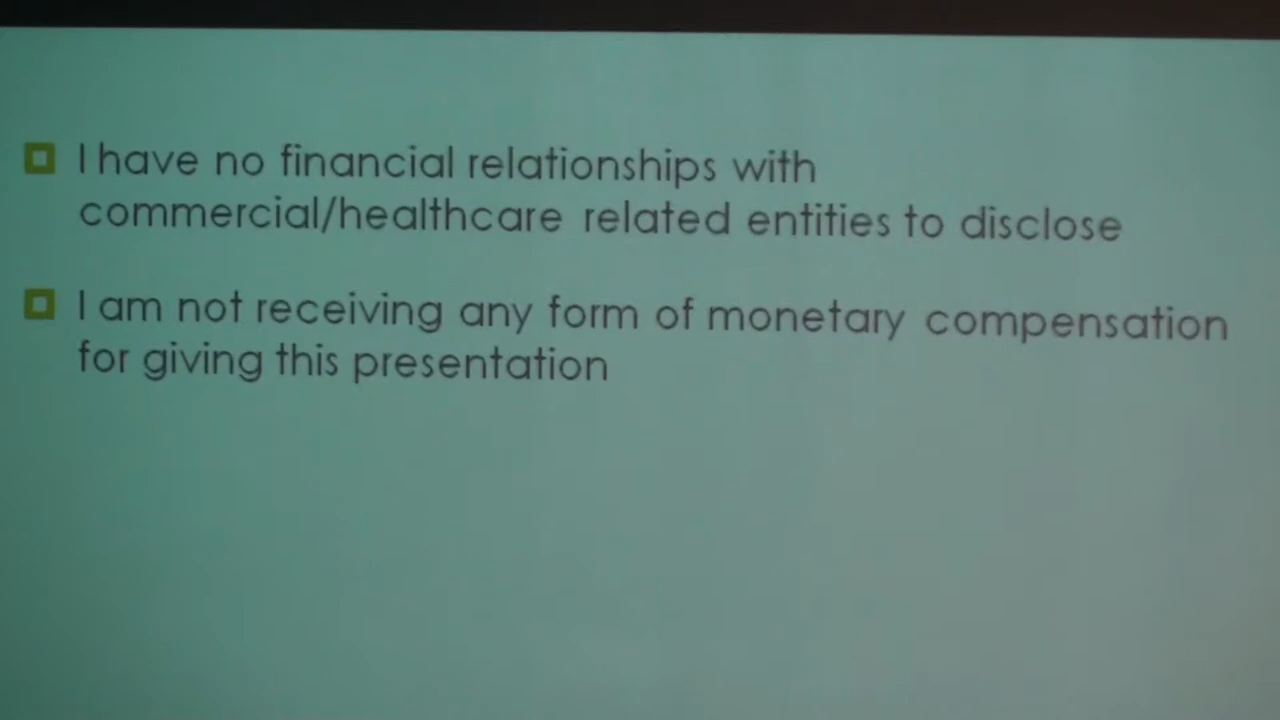 I have no financial relationships with
commercial/healthcare related entities to disclose
I am not receiving any form of monetary compensation
for giving this presentation